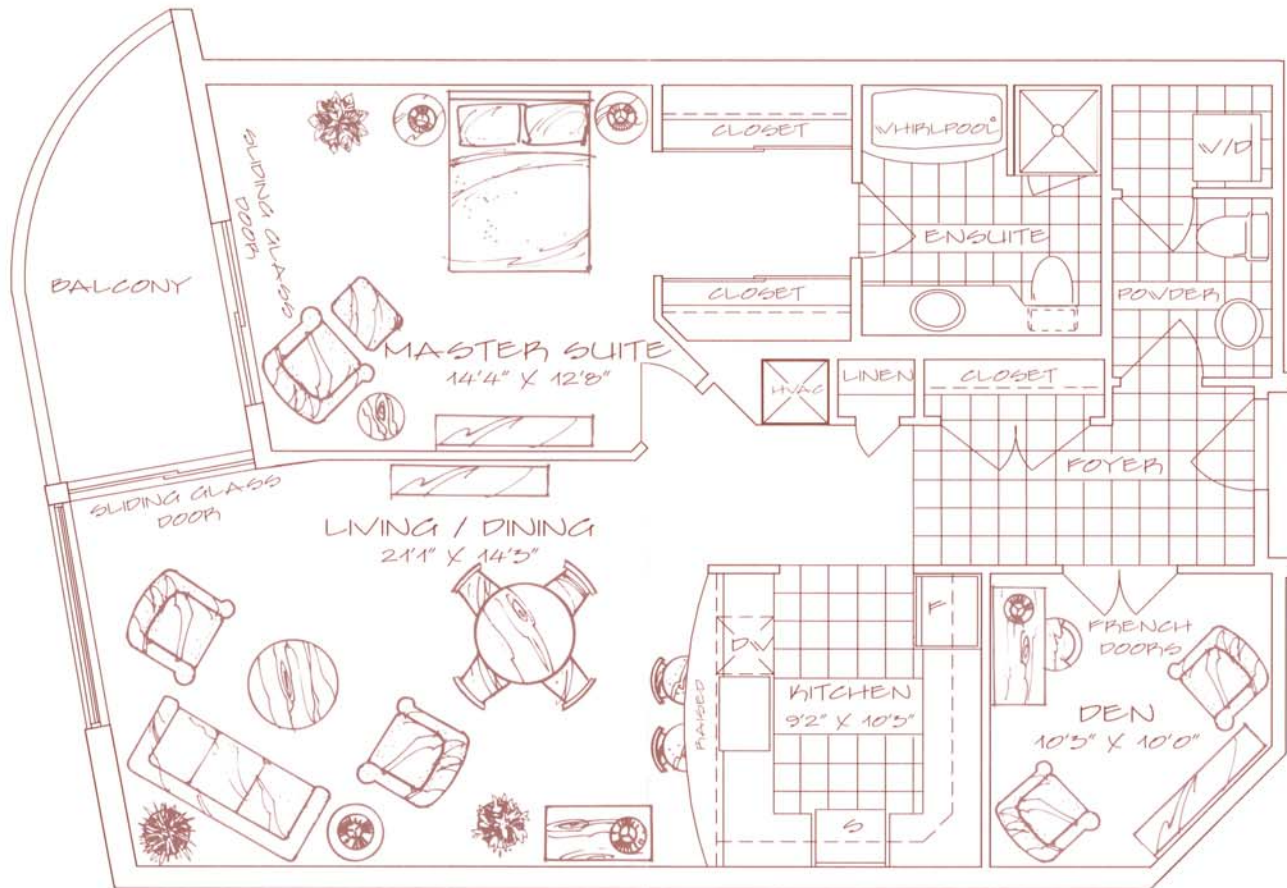 CLOSET
WHIRLPOOL
W/D
SLIDING GLASS
DOOR
ENSUITE
BALCONY
CLOSET
POWDER
MASTER SUITE
14'4" X 12'8"
HVAC
LINEN
CLOSET
FOYER
SLIDING GLASS
DOOR
LIVING / DINING
21'1" X 14'3"
F
DW
FRENCH
DOORS
RAISED
KITCHEN
9'2" X 10'3"
DEN
10'3" X 10'0"
S